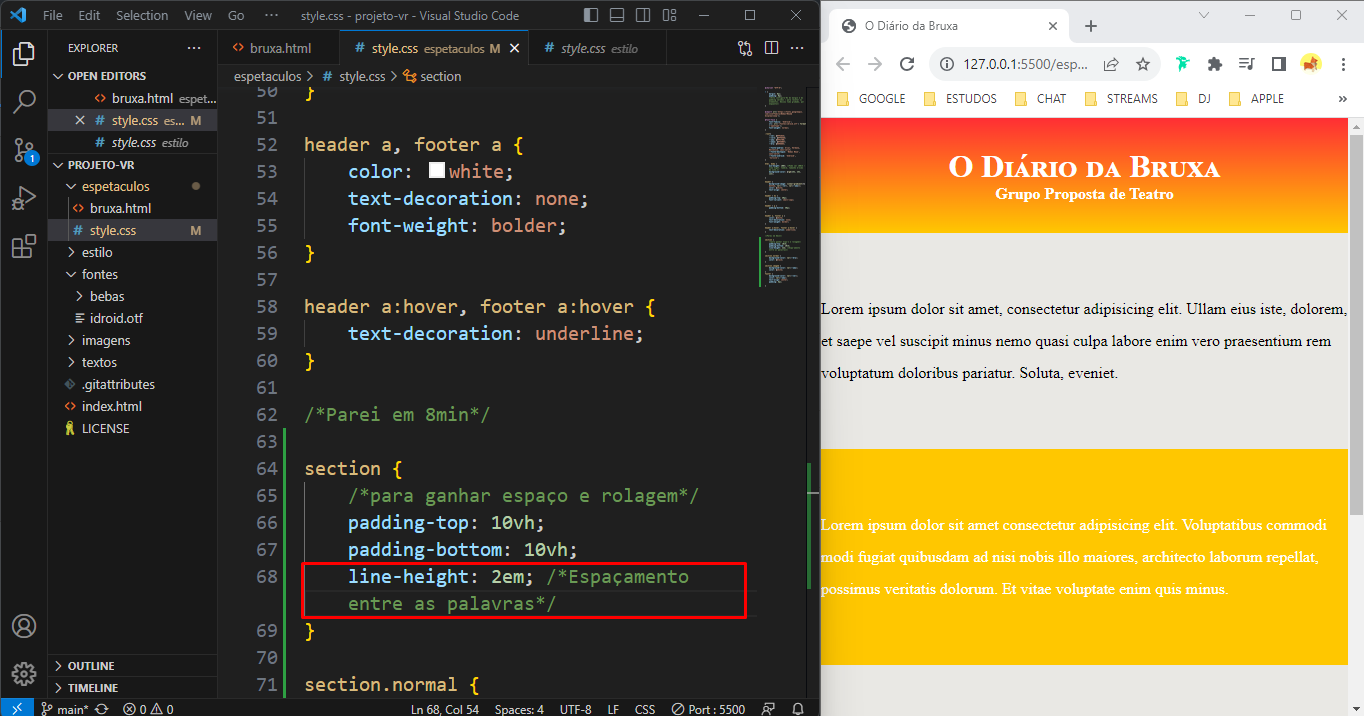 File Edit Selection View Go ··· style.css - projeto-vr - Visual Studio Code
EXPLORER ···
OPEN EDITORS
bruxa.html espet...
style.css es... M
style.css estilo
PROJETO-VR
espetaculos
bruxa.html
style.css M
estilo
fontes
bebas
idroid.otf
imagens
textos
.gitattributes
index.html
LICENSE
OUTLINE
TIMELINE
1
bruxa.html # style.css espetaculos M # style.css estilo
espetaculos > # style.css > section
50 }
51
52 header a, footer a {
53 color: white;
54 text-decoration: none;
55 font-weight: bolder;
56 }
57
58 header a:hover, footer a:hover {
59 text-decoration: underline;
60 }
61
62 /*Parei em 8min*/
63
64 section {
65 /*para ganhar espaço e rolagem*/
66 padding-top: 10vh;
67 padding-bottom: 10vh;
68 line-height: 2em; /*Espaçamento
entre as palavras*/
69 }
70
71 section.normal {
main* 0 0 Ln 68, Col 54 Spaces: 4 UTF-8 LF CSS Port : 5500
O Diário da Bruxa
127.0.0.1:5500/esp...
GOOGLE ESTUDOS CHAT STREAMS DJ APPLE »
O Diário da Bruxa
Grupo Proposta de Teatro
Lorem ipsum dolor sit amet, consectetur adipisicing elit. Ullam eius iste, dolorem,
et saepe vel suscipit minus nemo quasi culpa labore enim vero praesentium rem
voluptatum doloribus pariatur. Soluta, eveniet.
Lorem ipsum dolor sit amet consectetur adipisicing elit. Voluptatibus commodi
modi fugiat quibusdam ad nisi nobis illo maiores, architecto laborum repellat,
possimus veritatis dolorum. Et vitae voluptate enim quis minus.